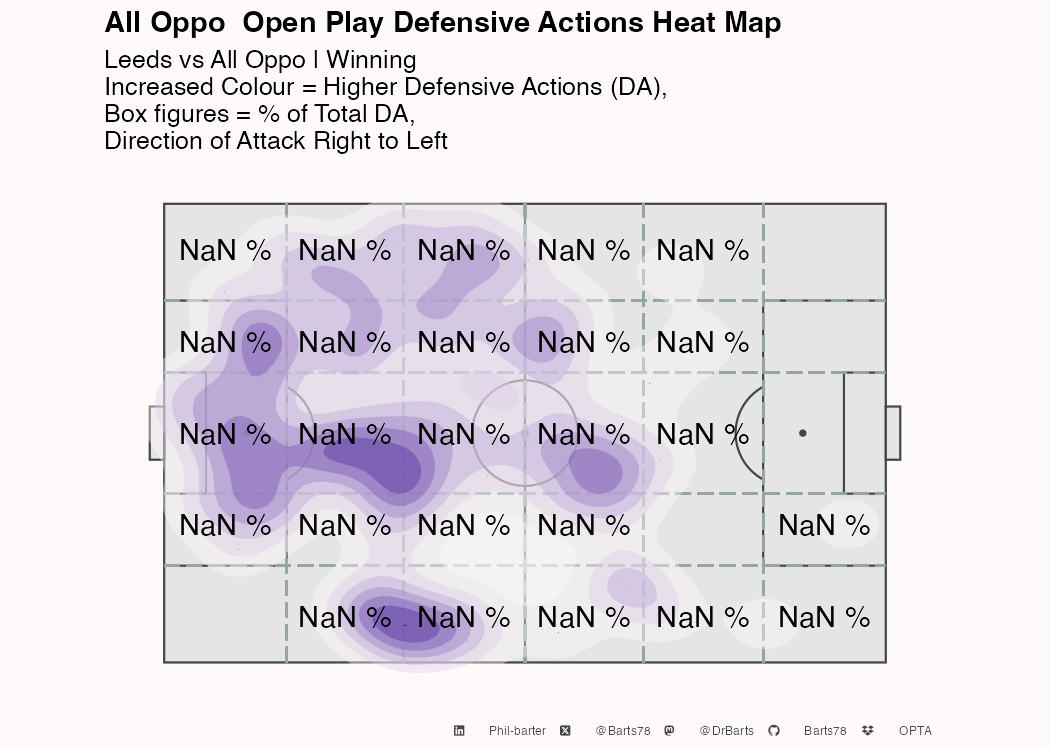 All Oppo  Open Play Defensive Actions Heat Map
Leeds vs All Oppo | Winning
Increased Colour = Higher Defensive Actions (DA),
Box figures = % of Total DA,
Direction of Attack Right to Left
NaN % NaN % NaN % NaN % NaN %
NaN % NaN % NaN % NaN % NaN %
NaN % NaN % NaN % NaN % NaN %
NaN % NaN % NaN % NaN % NaN %
NaN % NaN % NaN % NaN % NaN %
Phil-barter @Barts78 @DrBarts Barts78 OPTA